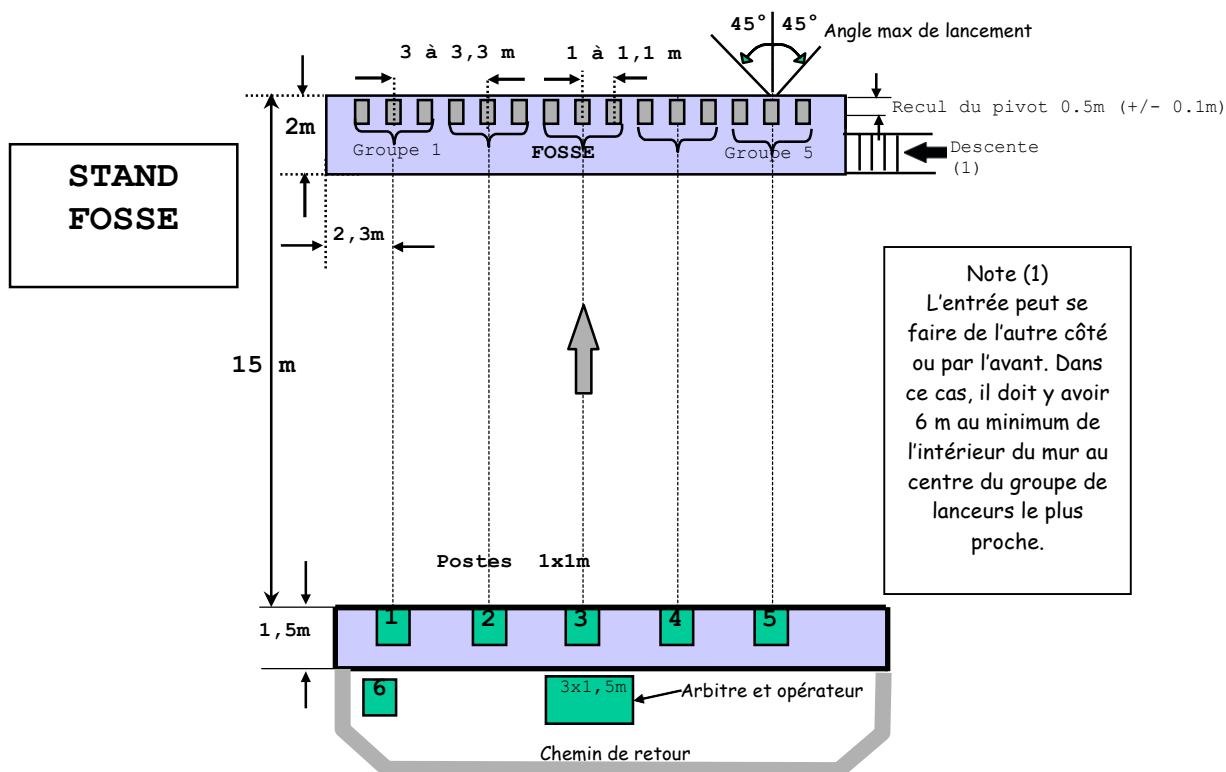 45° 45°
Angle max de lancement
3 à 3,3 m
1 à 1,1 m
Recul du pivot 0.5m (+/- 0.1m)
2m
Groupe 1
FOSSE
Groupe 5
Descente
(1)
STAND
FOSSE
2,3m
15 m
Note (1)
L'entrée peut se
faire de l'autre côté
ou par l'avant. Dans
ce cas, il doit y avoir
6 m au minimum de
l'intérieur du mur au
centre du groupe de
lanceurs le plus
proche.
Postes 1x1m
1,5m
1 2 3 4 5
6
3x1,5m
Arbitre et opérateur
Chemin de retour